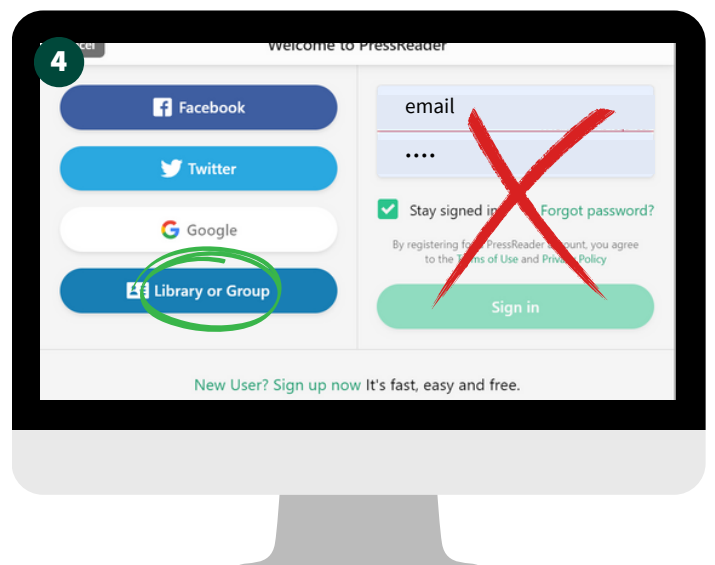 4
cel
Welcome to PressReader
Facebook
Twitter
Google
Library or Group
email
Stay signed in
Forgot password?
By registering for a PressReader account, you agree
to the Terms of Use and Privacy Policy
Sign in
New User? Sign up now It's fast, easy and free.